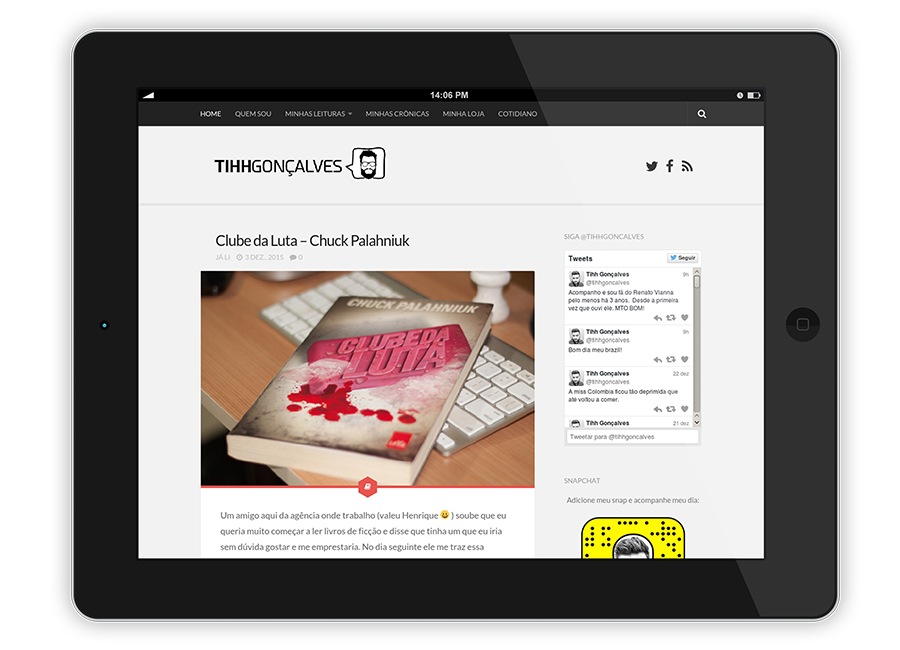 14:06 PM
HOME QUEM SOU MINHAS LEITURAS MINHAS CRÔNICAS MINHA LOJA COTIDIANO
TIHHGONÇALVES
Clube da Luta – Chuck Palahniuk
JÁ LI 3 DEZ, 2015 0
CHUCK PALAHNIUK
CLUBE DA
LUTA
Um amigo aqui da agência onde trabalho (valeu Henrique 😀 ) soube que eu
queria muito começar a ler livros de ficção e disse que tinha um que eu iria
sem dúvida gostar e me emprestaria. No dia seguinte ele me traz essa
SIGA @TIHHGONCALVES
Tweets Seguir
Tihh Gonçalves 9h
@tihhgoncalves
Acompanho e sou fã do Renato Vianna
pelo menos há 3 anos. Desde a primeira
vez que ouvi ele. MTO BOM!
Tihh Gonçalves 9h
@tihhgoncalves
Bom dia meu brazil!
Tihh Gonçalves 22 dez
@tihhgoncalves
A miss Colombia ficou tão deprimida que
até voltou a comer.
Tihh Gonçalves 21 dez
Tweetar para @tihhgoncalves
SNAPCHAT
Adicione meu snap e acompanhe meu dia: